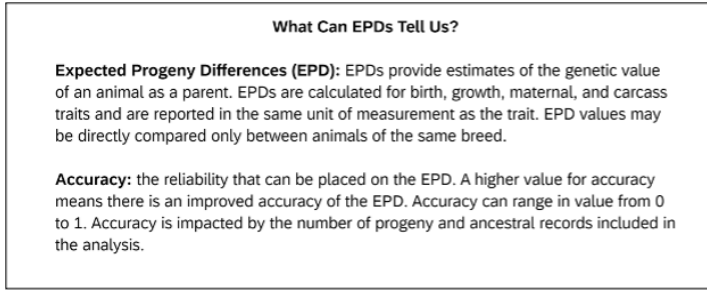 What Can EPDs Tell Us?
Expected Progeny Differences (EPD): EPDs provide estimates of the genetic value
of an animal as a parent. EPDs are calculated for birth, growth, maternal, and carcass
traits and are reported in the same unit of measurement as the trait. EPD values may
be directly compared only between animals of the same breed.
Accuracy: the reliability that can be placed on the EPD. A higher value for accuracy
means there is an improved accuracy of the EPD. Accuracy can range in value from 0
to 1. Accuracy is impacted by the number of progeny and ancestral records included in
the analysis.